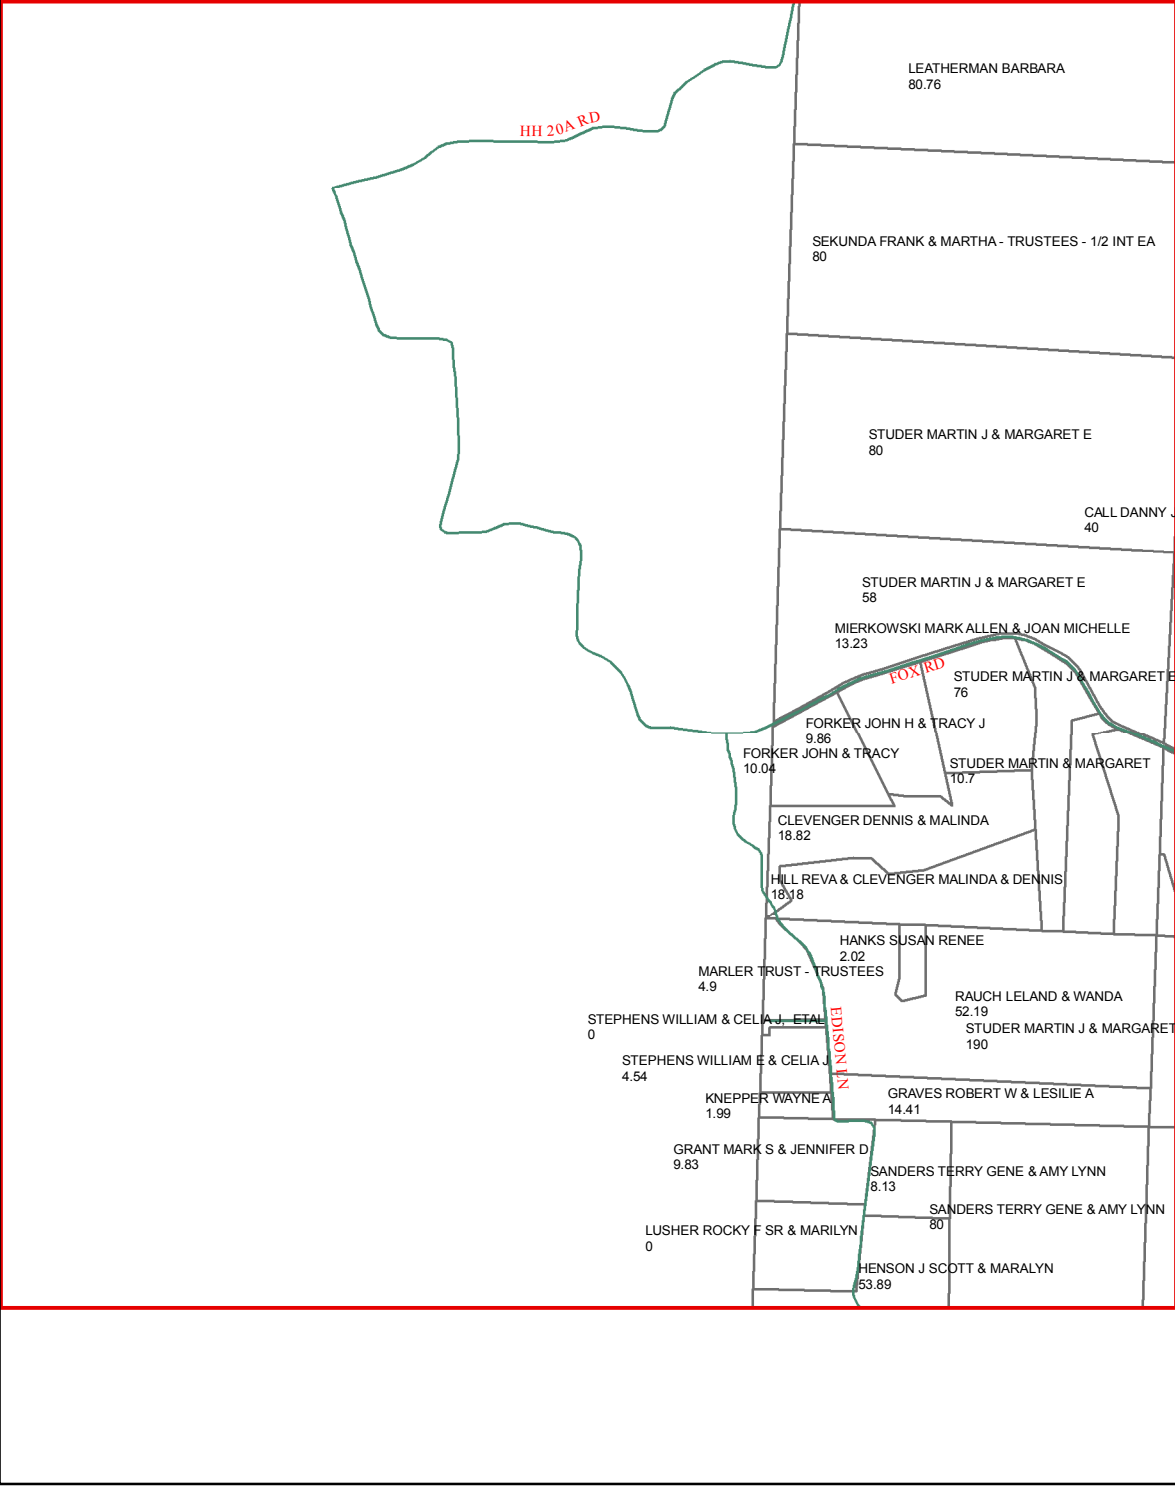 LEATHERMAN BARBARA
80.76
HH 20A RD
SEKUNDA FRANK & MARTHA - TRUSTEES - 1/2 INT EA
80
STUDER MARTIN J & MARGARET E
80
CALL DANNY J
40
STUDER MARTIN J & MARGARET E
58
MIERKOWSKI MARK ALLEN & JOAN MICHELLE
13.23
FOX RD
STUDER MARTIN J & MARGARET E
76
FORKER JOHN H & TRACY J
9.86
FORKER JOHN & TRACY
10.04
STUDER MARTIN & MARGARET
10.7
CLEVENGER DENNIS & MALINDA
18.82
HILL REVA & CLEVENGER MALINDA & DENNIS
18.18
HANKS SUSAN RENEE
2.02
MARLER TRUST - TRUSTEES
4.9
RAUCH LELAND & WANDA
52.19
STEPHENS WILLIAM & CELIA J, ETAL
0
EDISON LN
STUDER MARTIN J & MARGARET
190
STEPHENS WILLIAM E & CELIA J
4.54
KNEPPER WAYNE A
1.99
GRAVES ROBERT W & LESILIE A
14.41
GRANT MARK S & JENNIFER D
9.83
SANDERS TERRY GENE & AMY LYNN
8.13
SANDERS TERRY GENE & AMY LYNN
80
LUSHER ROCKY F SR & MARILYN
0
HENSON J SCOTT & MARALYN
53.89